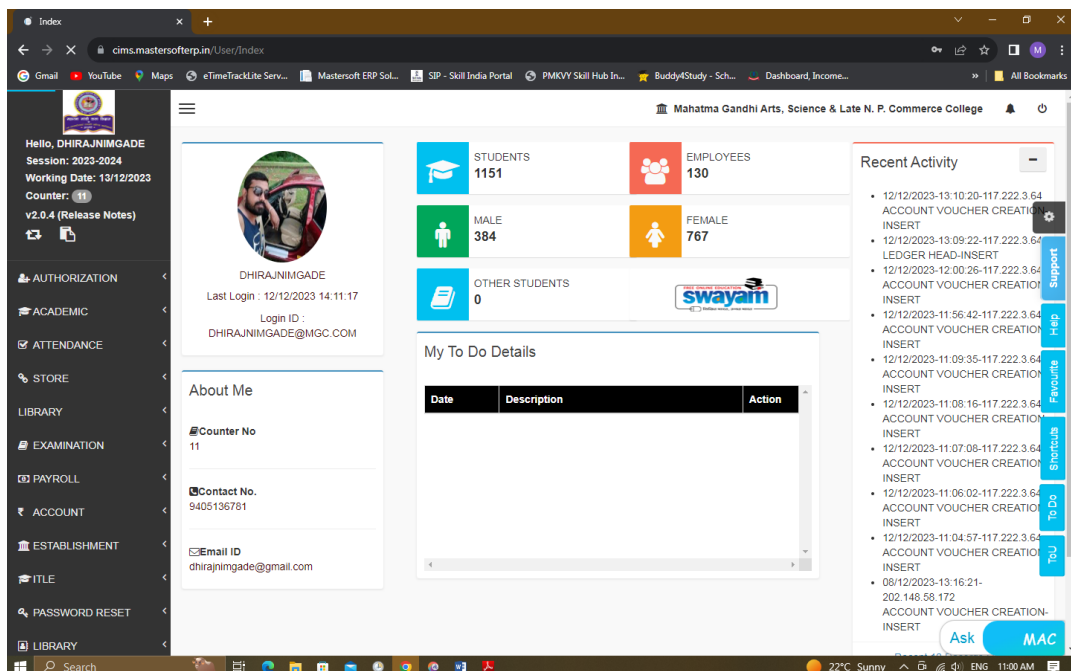 Index
cims.mastersofterp.in/User/Index
Gmail YouTube Maps eTimeTrackLite Serv... Mastersoft ERP Sol... SIP - Skill India Portal PMKVY Skill Hub In... Buddy4Study - Sch... Dashboard, Income... » All Bookmarks
Hello, DHIRAJNIMGADE
Session: 2023-2024
Working Date: 13/12/2023
Counter: 11
v2.0.4 (Release Notes)
AUTHORIZATION
ACADEMIC
ATTENDANCE
STORE
LIBRARY
EXAMINATION
PAYROLL
₹ ACCOUNT
ESTABLISHMENT
ITLE
PASSWORD RESET
LIBRARY
Mahatma Gandhi Arts, Science & Late N. P. Commerce College
DHIRAJNIMGADE
Last Login : 12/12/2023 14:11:17
Login ID :
DHIRAJNIMGADE@MGC.COM
About Me
Counter No
11
Contact No.
9405136781
Email ID
dhirajnimgade@gmail.com
STUDENTS
1151
EMPLOYEES
130
MALE
384
FEMALE
767
OTHER STUDENTS
0
FREE ONLINE EDUCATION
swayam
My To Do Details
Date Description Action
Recent Activity
12/12/2023-13:10:20-117.222.3.64
ACCOUNT VOUCHER CREATION-
INSERT
12/12/2023-13:09:22-117.222.3.64
LEDGER HEAD-INSERT
12/12/2023-12:00:26-117.222.3.64
ACCOUNT VOUCHER CREATION
INSERT
12/12/2023-11:56:42-117.222.3.64
ACCOUNT VOUCHER CREATION
INSERT
12/12/2023-11:09:35-117.222.3.64
ACCOUNT VOUCHER CREATION
INSERT
12/12/2023-11:08:16-117.222.3.64
ACCOUNT VOUCHER CREATION
INSERT
12/12/2023-11:07:08-117.222.3.64
ACCOUNT VOUCHER CREATION
INSERT
12/12/2023-11:06:02-117.222.3.64
ACCOUNT VOUCHER CREATION
INSERT
12/12/2023-11:04:57-117.222.3.64
ACCOUNT VOUCHER CREATION
INSERT
08/12/2023-13:16:21-
202.148.58.172
ACCOUNT VOUCHER CREATION-
INSERT
Support
Help
Favourite
Shortcuts
To Do
ToU
Ask MAC
Search
22°C Sunny ENG 11:00 AM